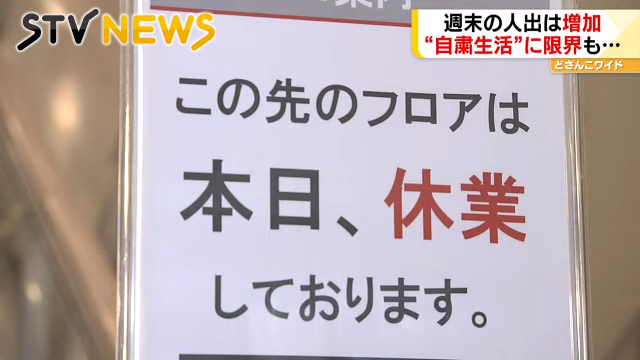 STV NEWS
週末の人出は増加
“自粛生活”に限界も…
どさんこワイド
この先のフロアは
本日、休業
しております。